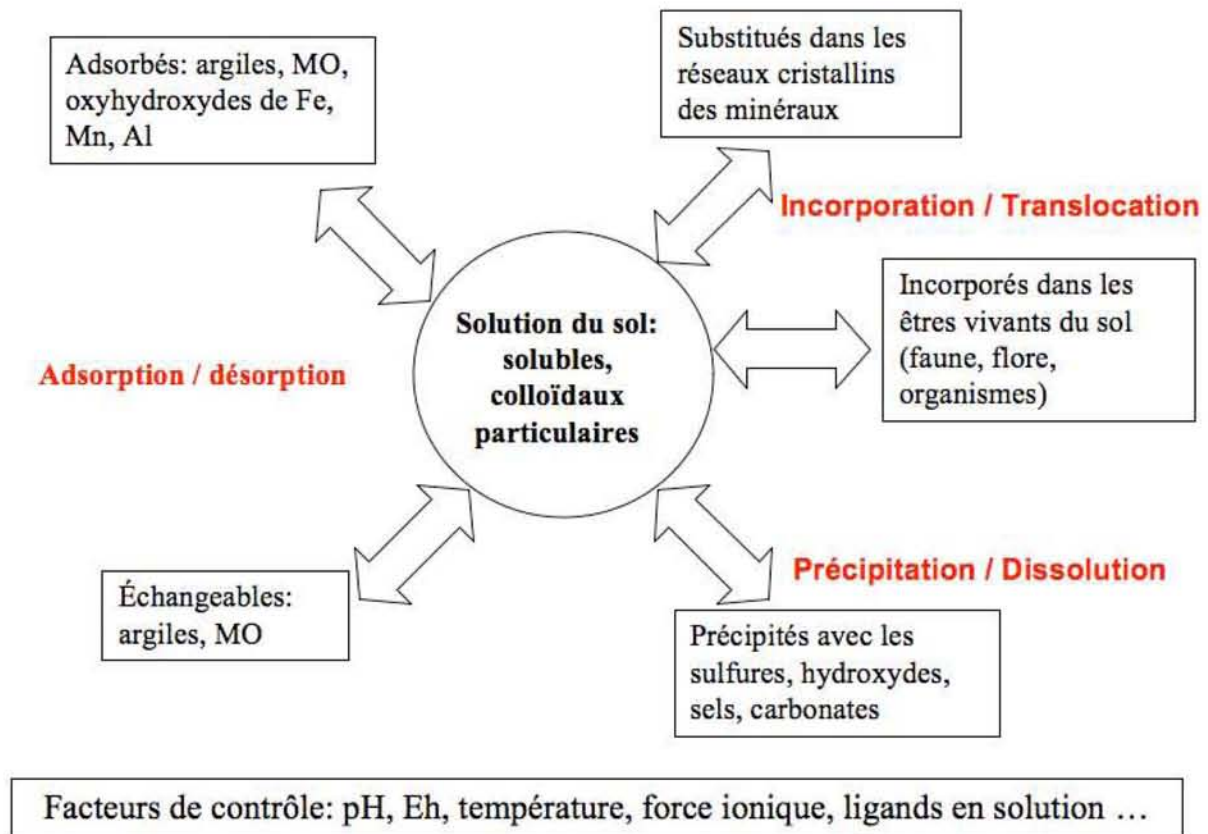 Adsorbés: argiles, MO,
oxyhydroxydes de Fe,
Mn, Al
Substitués dans les
réseaux cristallins
des minéraux
Incorporation / Translocation
Incorporés dans les
êtres vivants du sol
(faune, flore,
organismes)
Solution du sol:
solubles,
colloïdaux
particulaires
Adsorption / désorption
Échangeables:
argiles, MO
Précipitation / Dissolution
Précipités avec les
sulfures, hydroxydes,
sels, carbonates
Facteurs de contrôle: pH, Eh, température, force ionique, ligands en solution …